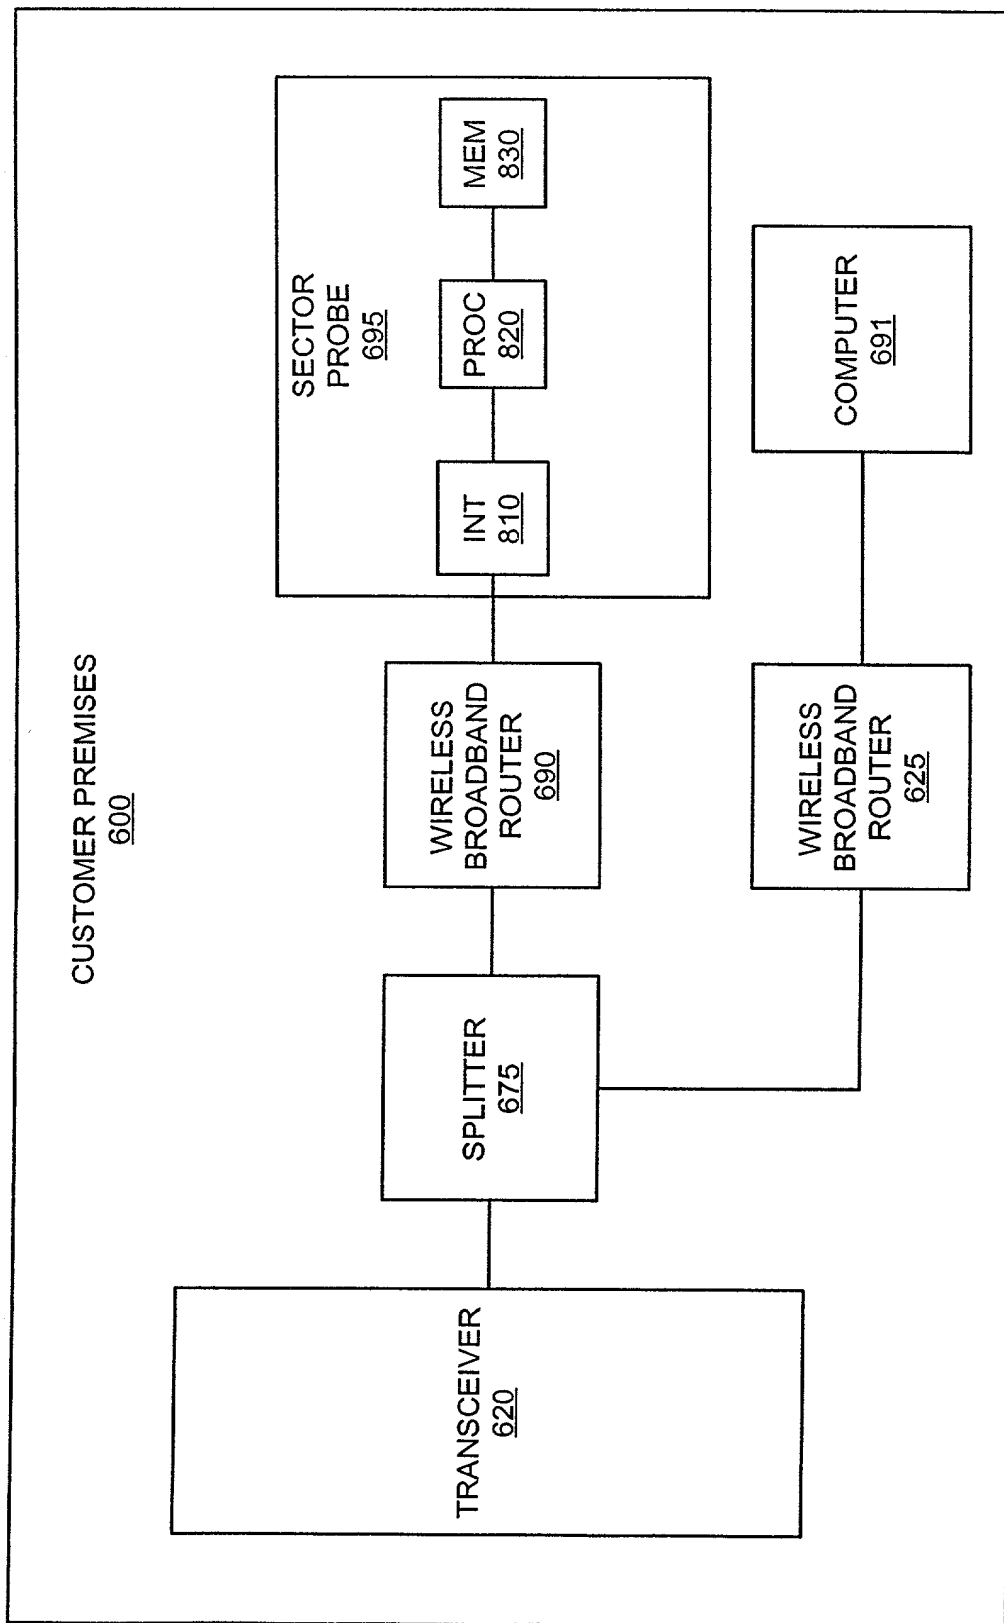 CUSTOMER PREMISES
600
TRANSCEIVER
620
SPLITTER
675
WIRELESS
BROADBAND
ROUTER
690
SECTOR
PROBE
695
INT
810
PROC
820
MEM
830
WIRELESS
BROADBAND
ROUTER
625
COMPUTER
691